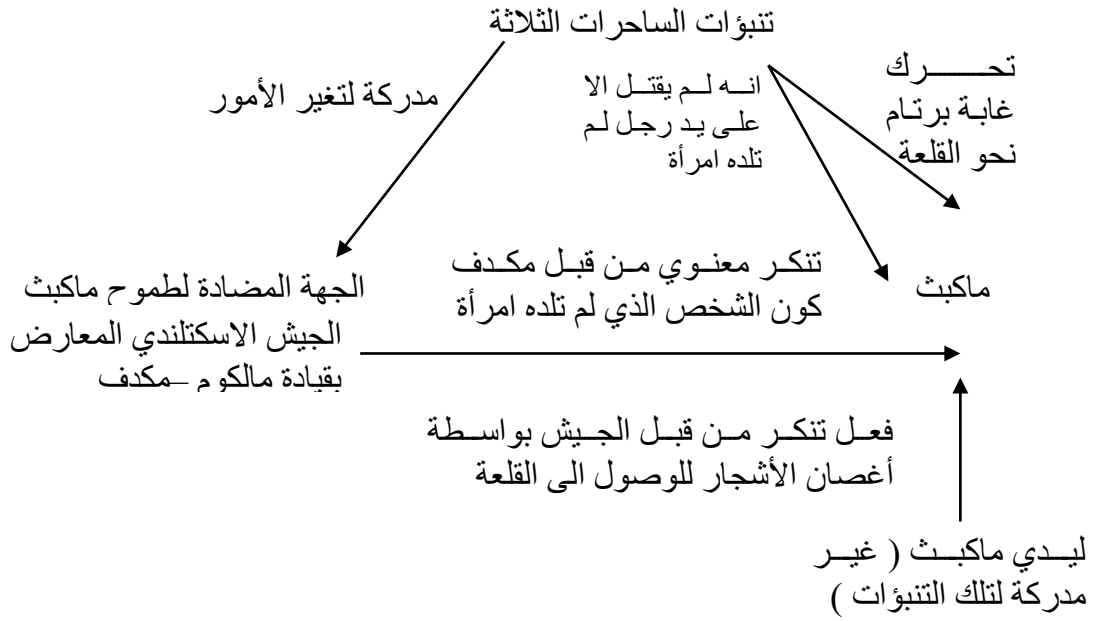 تنبؤات الساحرات الثلاثة
تحرك
غابة برتام
نحو القلعة
انه لم يقتل الا
على يد رجل لم
تلده امرأة
مدركة لتغير الأمور
ماكبث
تنكر معنوي من قبل مكدف
كون الشخص الذي لم تلده امرأة
الجهة المضادة لطموح ماكبث
الجيش الاسكتلندي المعارض
بقيادة مالكوم –مكدف
فعل تنكر من قبل الجيش بواسطة
أغصان الأشجار للوصول الى القلعة
ليدي ماكبث ( غير
مدركة لتلك التنبؤات )